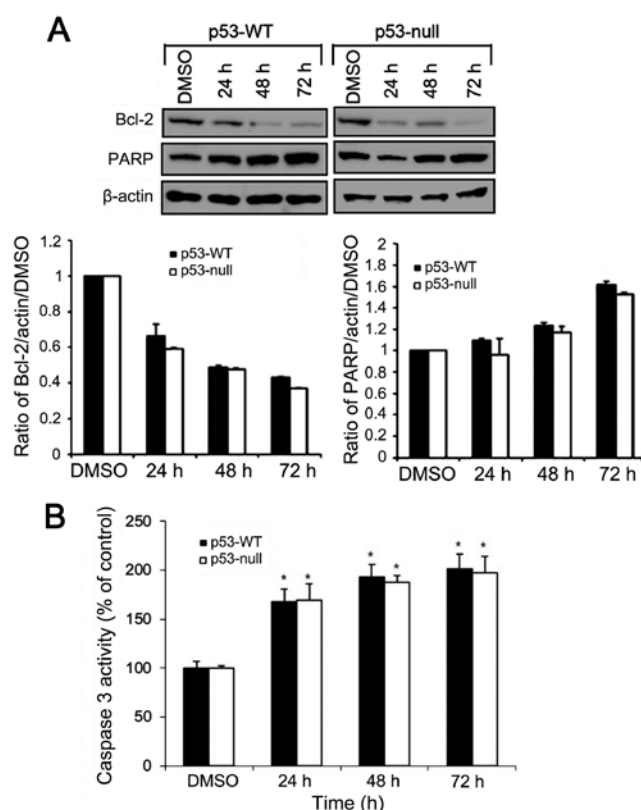 A
p53-WT p53-null
DMSO 24 h 48 h 72 h DMSO 24 h 48 h 72 h
Bcl-2
PARP
β-actin
Ratio of Bcl-2/actin/DMSO
1.2
1
0.8
0.6
0.4
0.2
0
p53-WT
p53-null
DMSO 24 h 48 h 72 h
Ratio of PARP/actin/DMSO
2
1.8
1.6
1.4
1.2
1
0.8
0.6
0.4
0.2
0
p53-WT
p53-null
DMSO 24 h 48 h 72 h
B
Caspase 3 activity (% of control)
250
200
150
100
50
0
p53-WT
p53-null
* * * * * *
DMSO 24 h 48 h 72 h
Time (h)